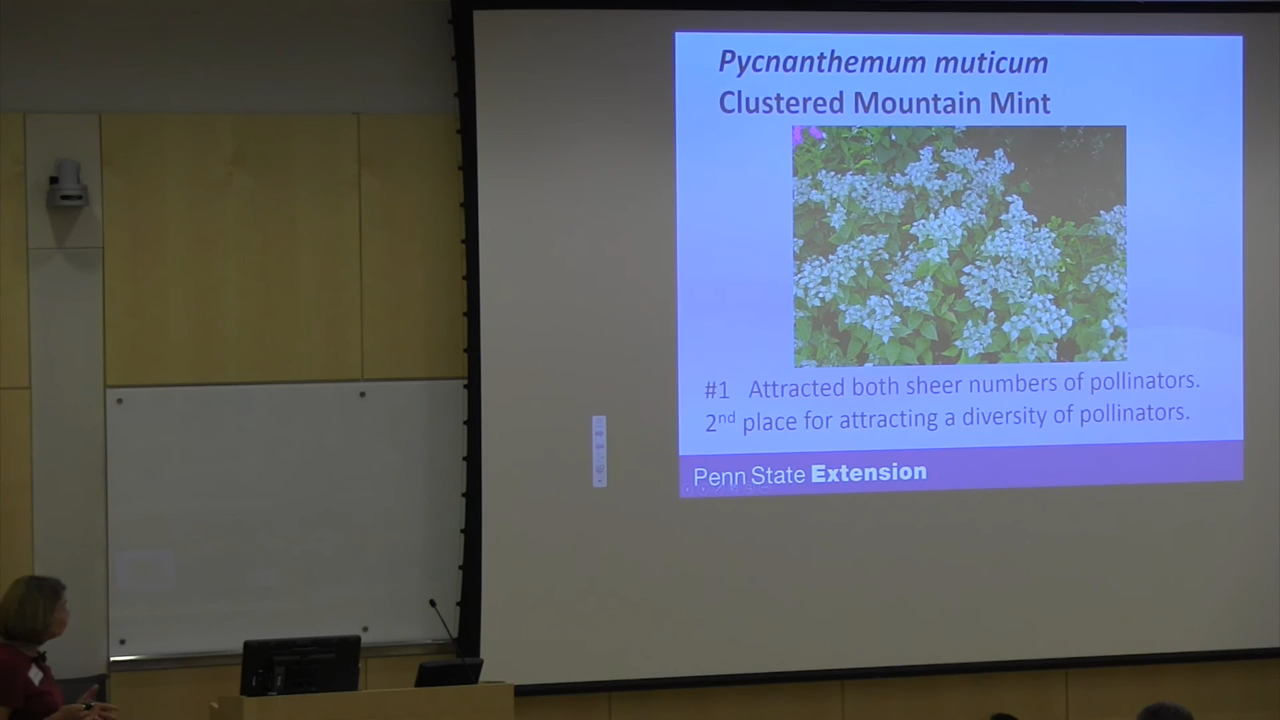 Pycnanthemum muticum
Clustered Mountain Mint
#1 Attracted both sheer numbers of pollinators.
2nd place for attracting a diversity of pollinators.
Penn State Extension